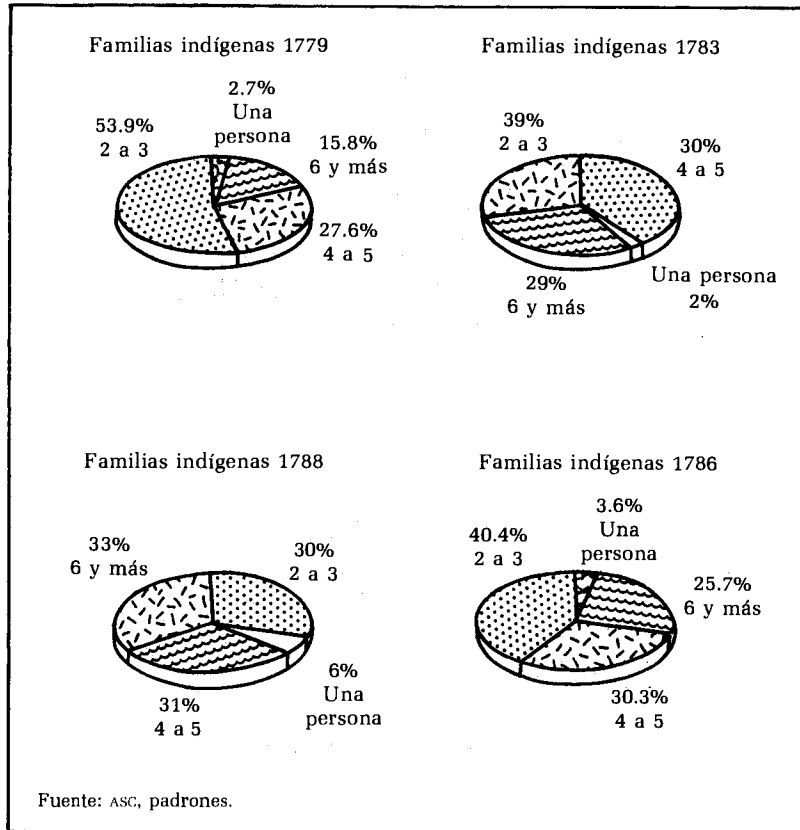 Familias indígenas 1779
2.7%
Una
persona
53.9%
2 a 3
15.8%
6 y más
27.6%
4 a 5
Familias indígenas 1783
39%
2 a 3
30%
4 a 5
29%
6 y más
Una persona
2%
Familias indígenas 1788
33%
6 y más
30%
2 a 3
31%
4 a 5
6%
Una
persona
Familias indígenas 1786
3.6%
Una
persona
40.4%
2 a 3
25.7%
6 y más
30.3%
4 a 5
Fuente: ASC, padrones.